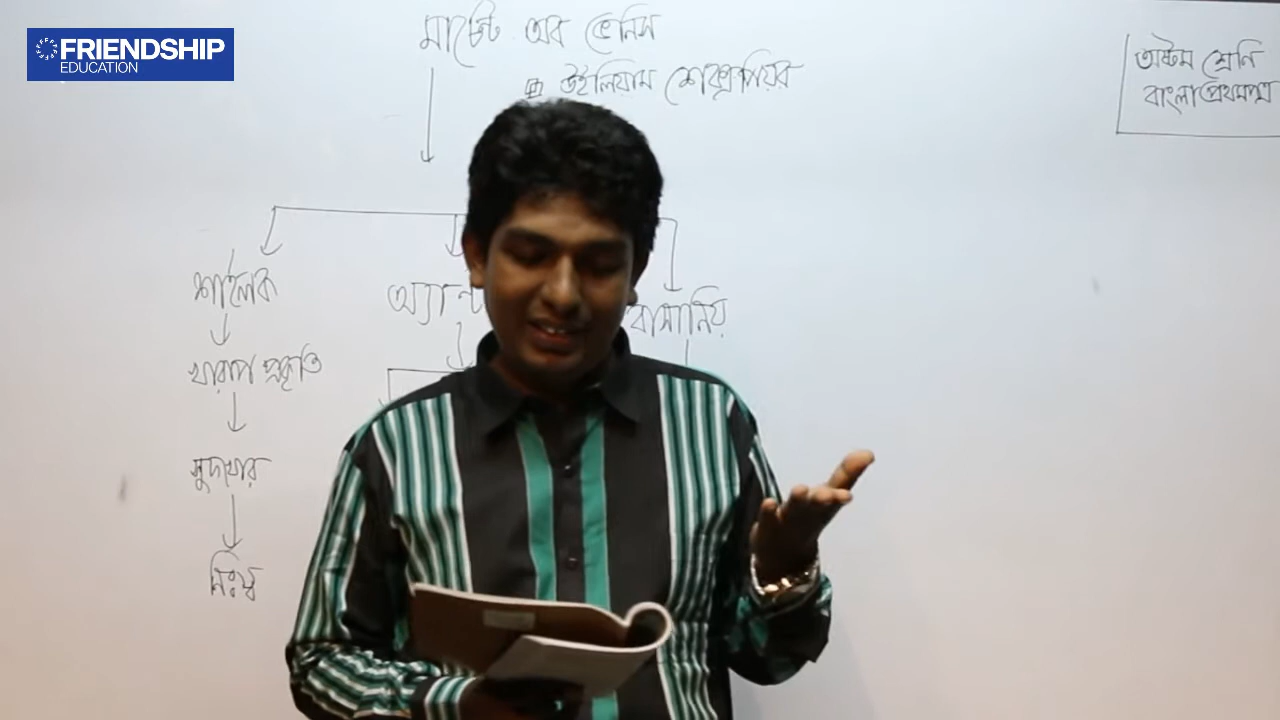 FRIENDSHIP
EDUCATION
মার্চেন্ট অব ভেনিস
উইলিয়াম শেক্সপিয়র
অষ্টম শ্রেনি
বাংলা প্রথমপত্র
শাইলক
অ্যান্ট
বাসানিয়
খারাপ প্রকৃতি
সুদখোর
নিঃস্ব